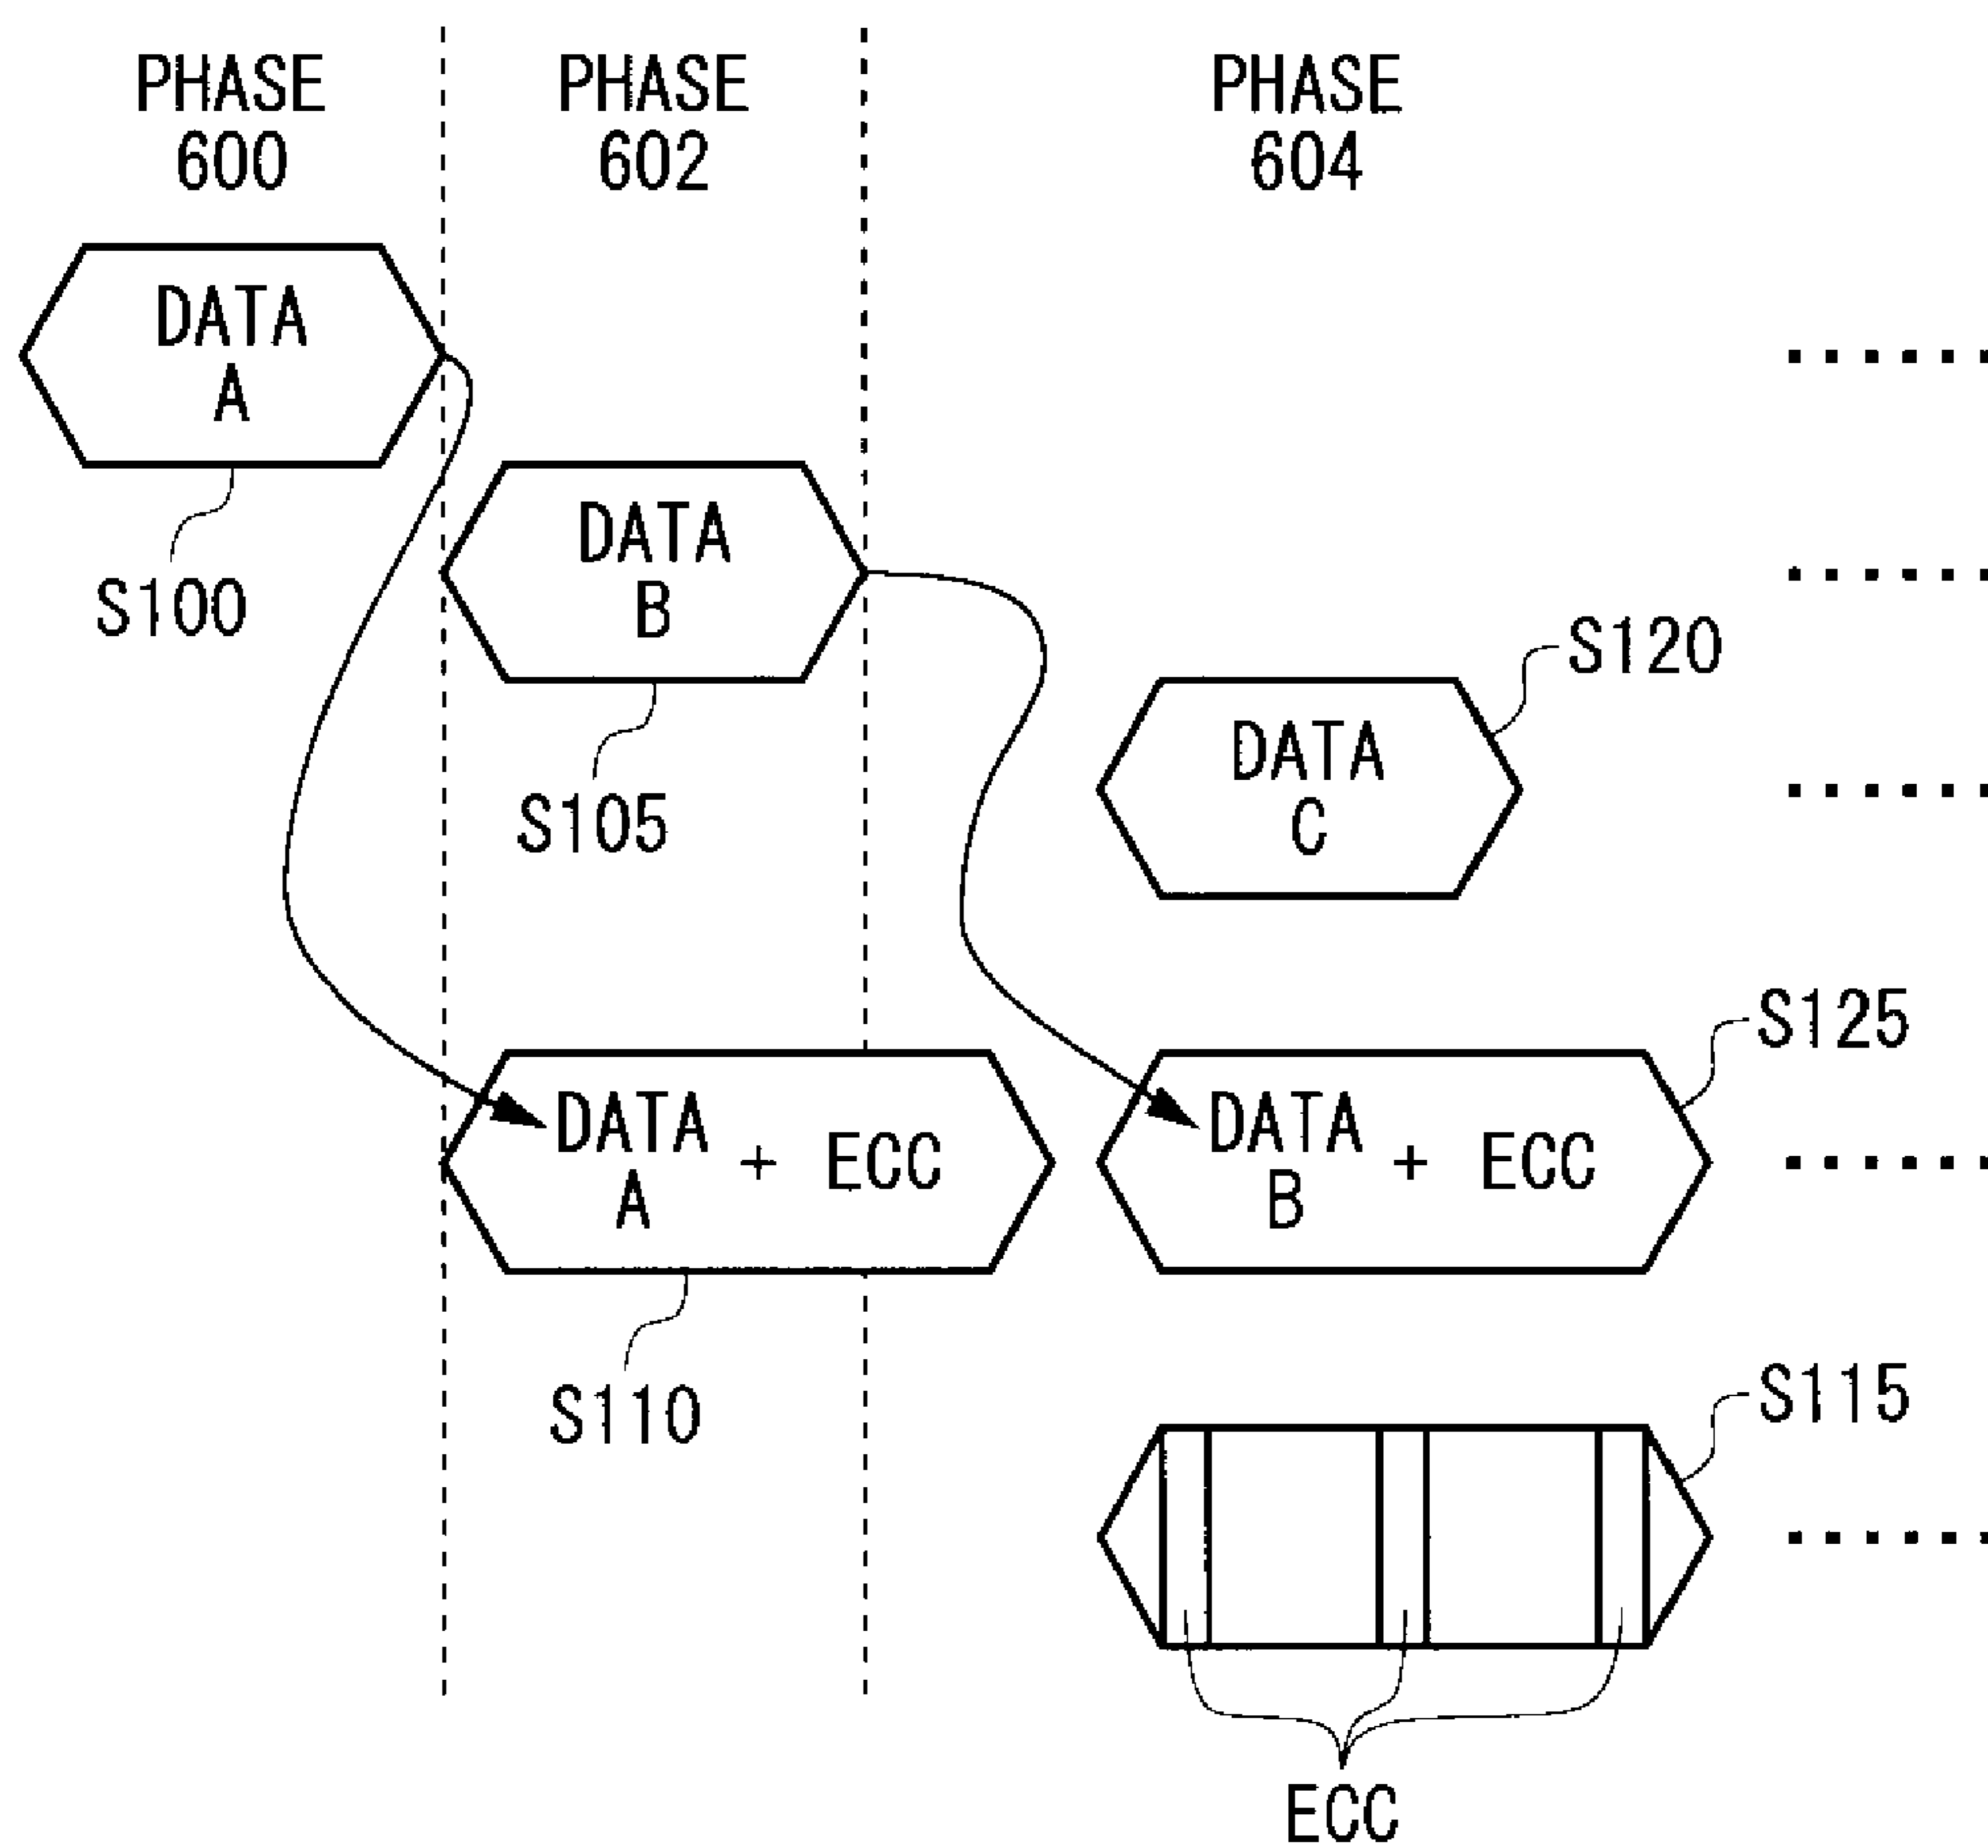 PHASE
600
PHASE
602
PHASE
604
DATA
A
S100
DATA
B
S105
S120
DATA
C
S125
DATA
A
+ ECC
DATA
B
+ ECC
S110
S115
ECC